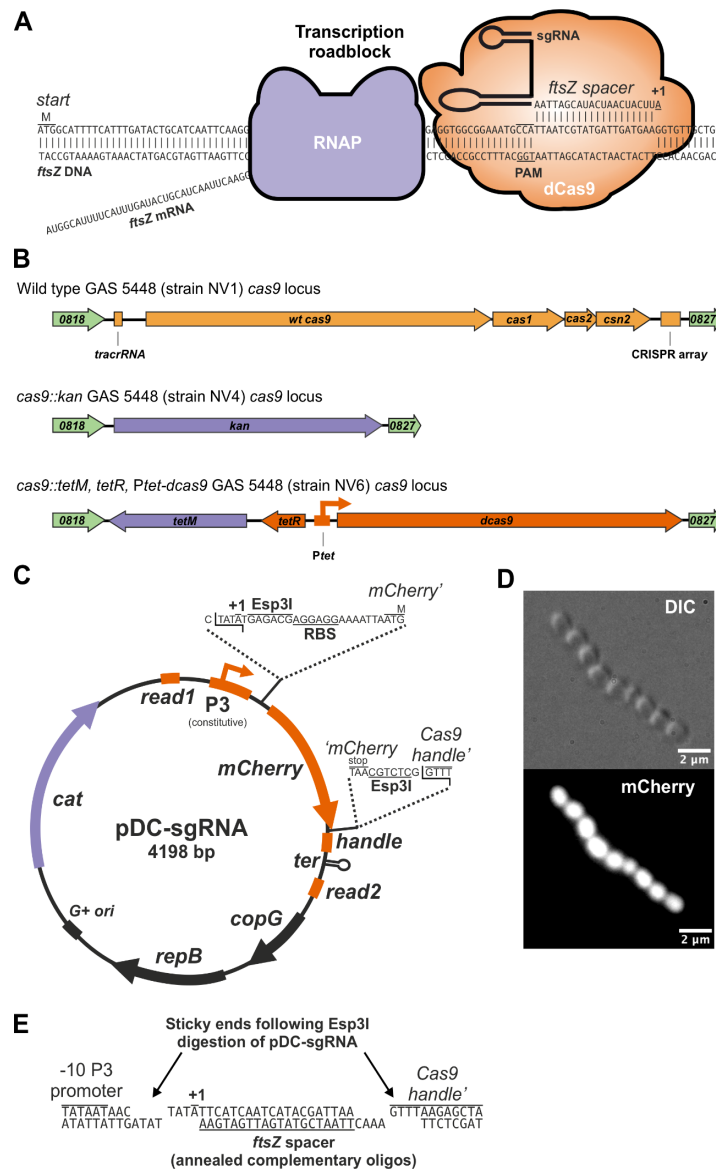 A
Transcription
roadblock
sgRNA
ftsZ spacer
+1
start
M
AAUUAGCAUACUAACUACUUA
ATGGCATTTTCATTTGATACTGCATCAATTCAAGG
GAGGTGGCGGAAATGCCATTAATCGTATGATTGATGAAGGTGTTGCTG
RNAP
TACCGTAAAAGTAAACTATGACGTAGTTAAGTTCC
CTCCACCGCCTTTACGGTAATTAGCATACTAACTACTTCCACAACGAC
ftsZ DNA
PAM
dCas9
AUGGCAUUUUCAUUUGAUACUGCAUCAAUUCAAGG
ftsZ mRNA
B
Wild type GAS 5448 (strain NV1) cas9 locus
0818
wt cas9
cas1
cas2
csn2
0827
tracrRNA
CRISPR array
cas9::kan GAS 5448 (strain NV4) cas9 locus
0818
kan
0827
cas9::tetM, tetR, Ptet-dcas9 GAS 5448 (strain NV6) cas9 locus
0818
tetM
tetR
dcas9
0827
Ptet
C
+1
Esp3I
mCherry’
M
C TATATGAGACGAGGAGGAAAATTAATG
RBS
read1
P3
(constitutive)
‘mCherry
Cas9
handle’
stop
TAACGTCTCG GTTT
Esp3I
mCherry
cat
pDC-sgRNA
4198 bp
handle
ter
read2
G+ ori
copG
repB
D
DIC
2 µm
mCherry
2 µm
E
Sticky ends following Esp3I
digestion of pDC-sgRNA
-10 P3
promoter
+1
Cas9
handle’
TATAATAAC
TATATTCATCAATCATACGATTAA
GTTTAAGAGCTA
ATATTATTGATAT
AAGTAGTTAGTATGCTAATTCAAA
TTCTCGAT
ftsZ spacer
(annealed complementary oligos)